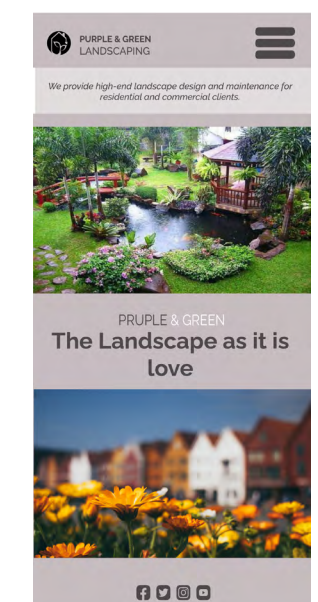 PURPLE & GREEN
LANDSCAPING
We provide high-end landscape design and maintenance for
residential and commercial clients.
PRUPLE & GREEN
The Landscape as it is
love